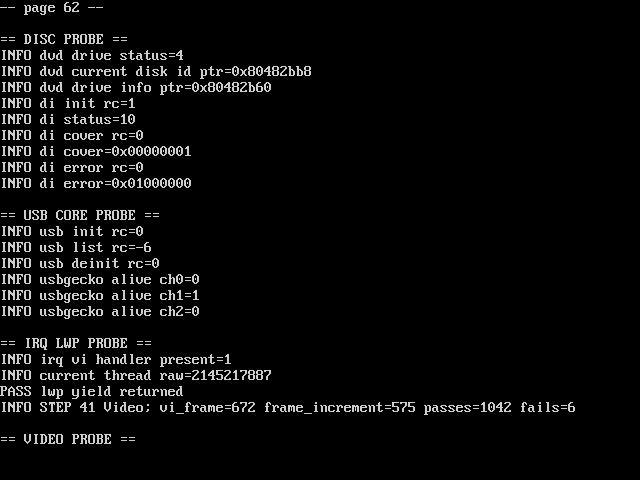 -- page 62 --
== DISC PROBE ==
INFO dvd drive status=4
INFO dvd current disk id ptr=0x80482bb8
INFO dvd drive info ptr=0x80482b60
INFO di init rc=1
INFO di status=10
INFO di cover rc=0
INFO di cover=0x00000001
INFO di error rc=0
INFO di error=0x01000000
== USB CORE PROBE ==
INFO usb init rc=0
INFO usb list rc=-6
INFO usb deinit rc=0
INFO usbgecko alive ch0=0
INFO usbgecko alive ch1=1
INFO usbgecko alive ch2=0
== IRQ LWP PROBE ==
INFO irq vi handler present=1
INFO current thread raw=2145217887
PASS lwp yield returned
INFO STEP 41 Video; vi_frame=672 frame_increment=575 passes=1042 fails=6
== VIDEO PROBE ==